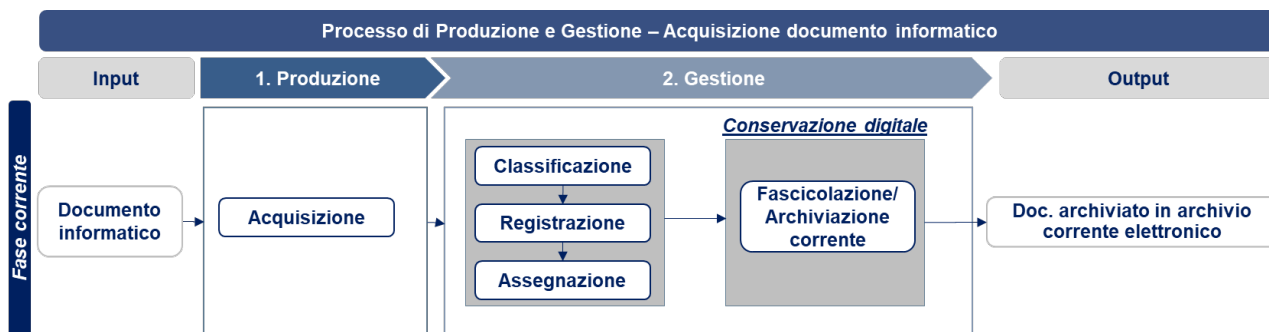 Processo di Produzione e Gestione – Acquisizione documento informatico
Input
1. Produzione
2. Gestione
Output
Fase corrente
Documento
informatico
Acquisizione
Classificazione
Registrazione
Assegnazione
Conservazione digitale
Fascicolazione/
Archiviazione
corrente
Doc. archiviato in archivio
corrente elettronico